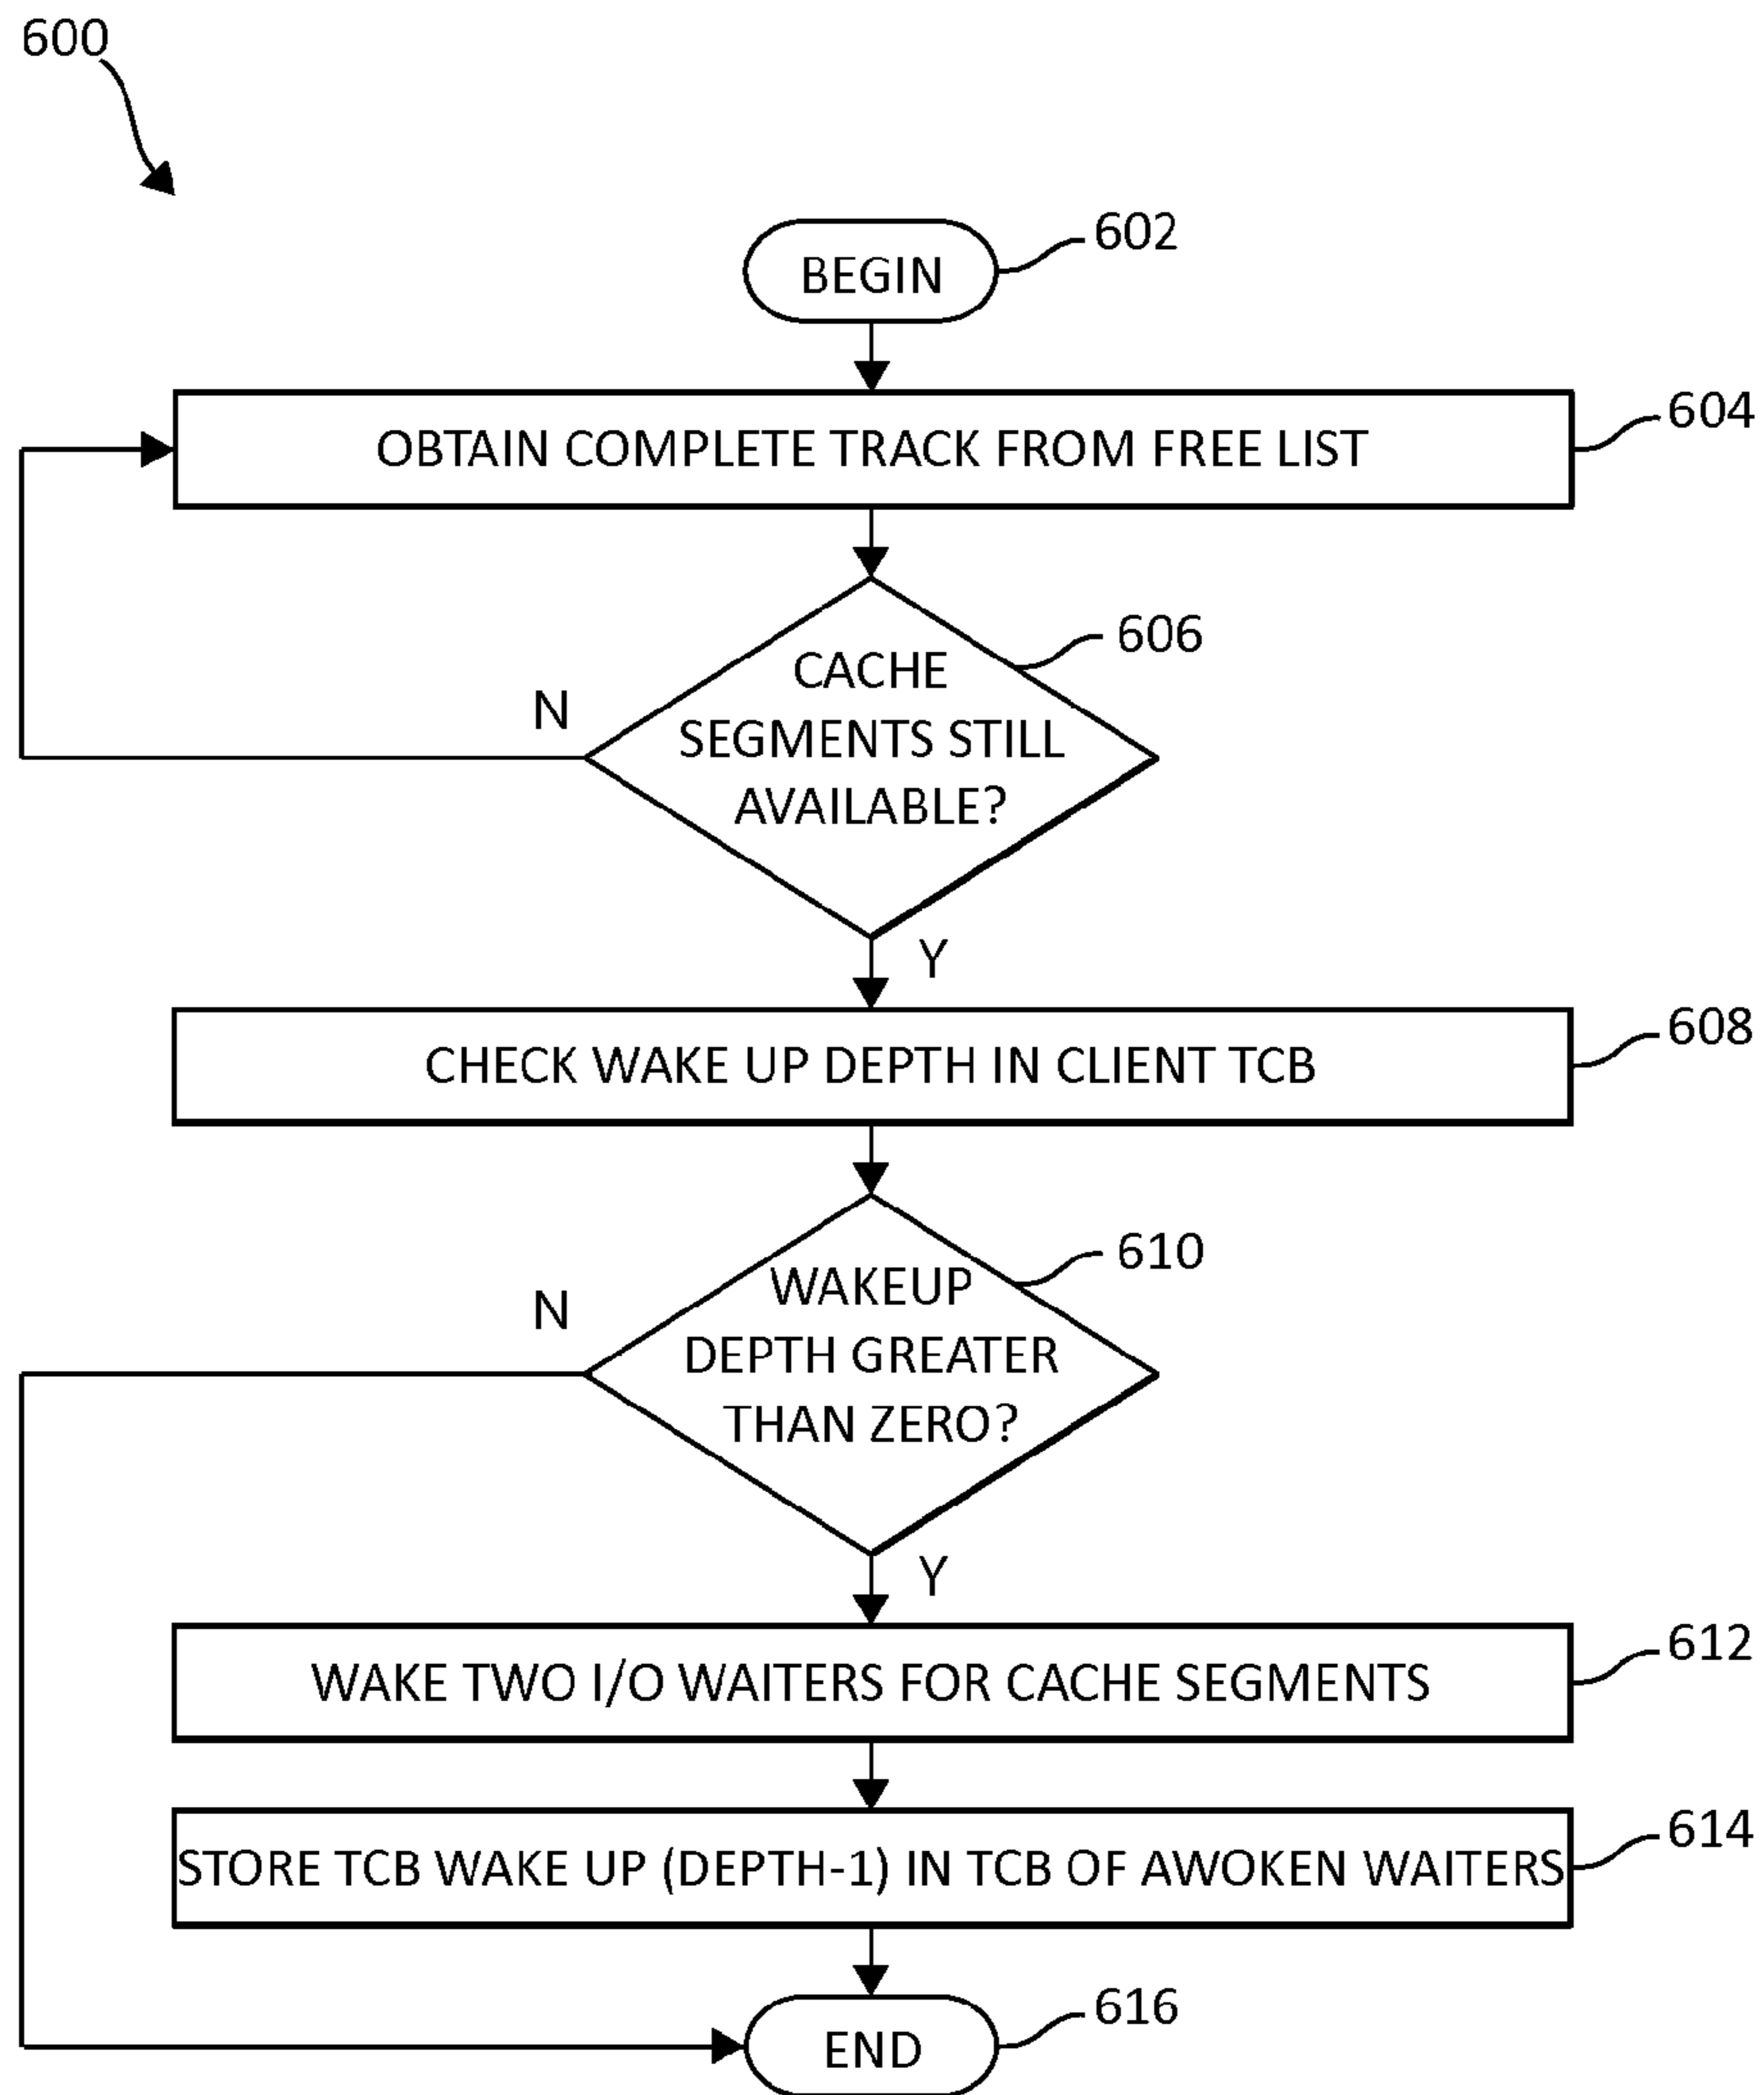 600
BEGIN
602
OBTAIN COMPLETE TRACK FROM FREE LIST
604
CACHE
SEGMENTS STILL
AVAILABLE?
606
N
Y
CHECK WAKE UP DEPTH IN CLIENT TCB
608
WAKEUP
DEPTH GREATER
THAN ZERO?
610
N
Y
WAKE TWO I/O WAITERS FOR CACHE SEGMENTS
612
STORE TCB WAKE UP (DEPTH-1) IN TCB OF AWOKEN WAITERS
614
END
616